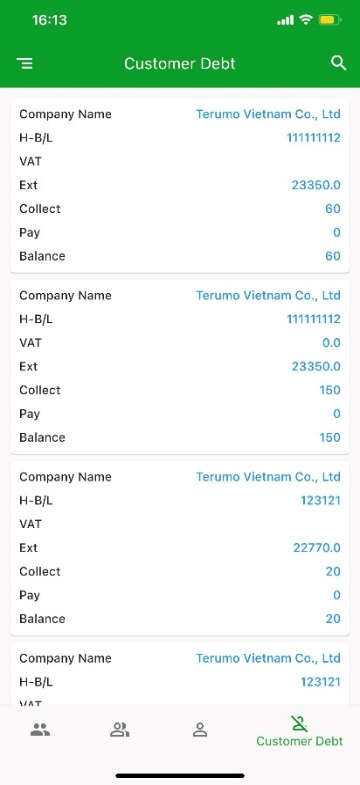 16:13
Customer Debt
Company Name Terumo Vietnam Co., Ltd
H-B/L 111111112
VAT
Ext 23350.0
Collect 60
Pay 0
Balance 60
Company Name Terumo Vietnam Co., Ltd
H-B/L 111111112
VAT 0.0
Ext 23350.0
Collect 150
Pay 0
Balance 150
Company Name Terumo Vietnam Co., Ltd
H-B/L 123121
VAT
Ext 22770.0
Collect 20
Pay 0
Balance 20
Company Name Terumo Vietnam Co., Ltd
H-B/L 123121
VAT
Customer Debt